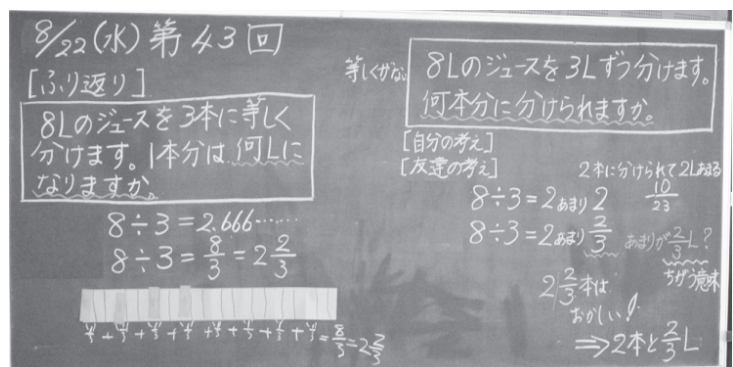 8/22(水)第43回
[ふり返り]
8Lのジュースを3本に等しく
分けます。1本分は、何Lに
なりますか。
8÷3=2.666……
8÷3=8/3=2 2/3
=8/3=2 2/3
等しくがない
8Lのジュースを3Lずつ分けます。
何本分に分けられますか。
[自分の考え]
[友達の考え]
2本に分けられて2Lあまる
8÷3=2あまり2
10/23
8÷3=2あまり2/3
あまりが2/3L?
ちがう意味
2 2/3本は
おかしい!
⇒2本と2/3L